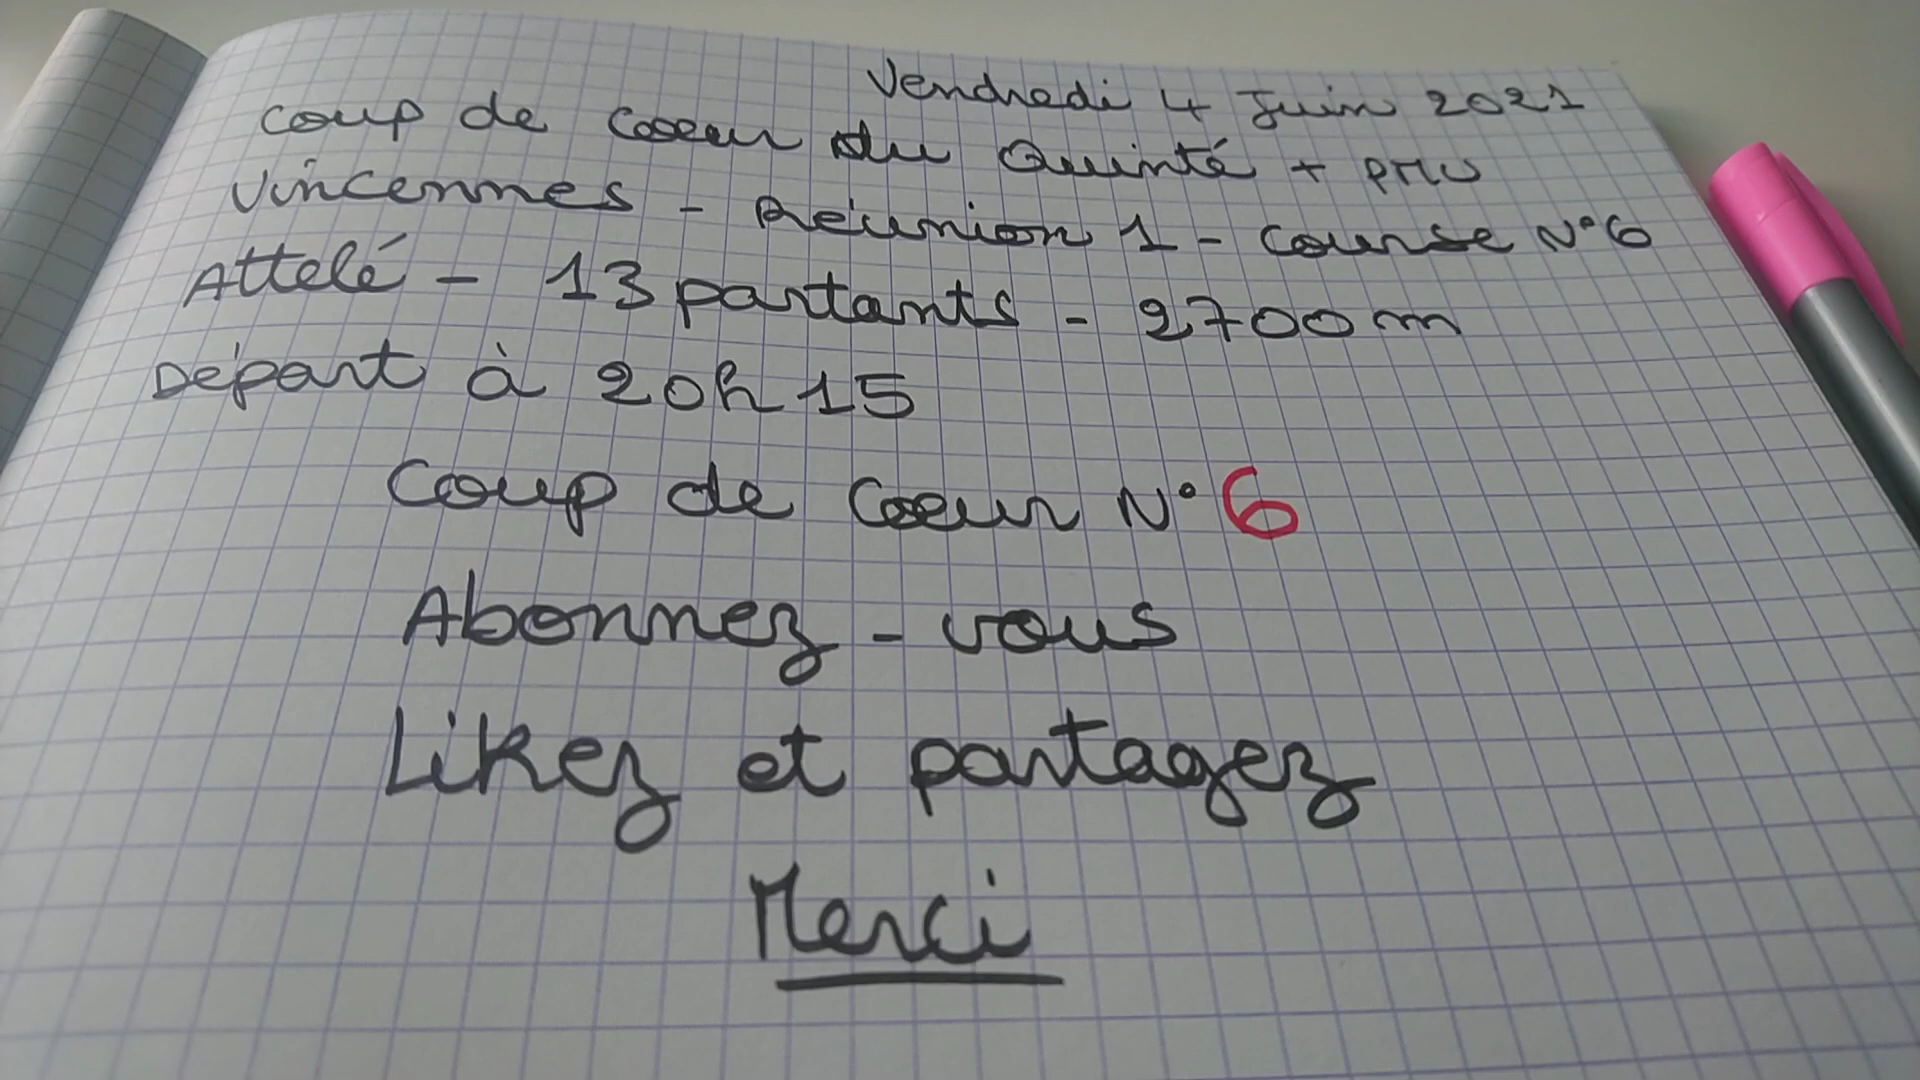 Vendredi 4 Juin 2021
Coup de Coeur du Quinté + PMU
Vincennes - Réunion 1 - Course N° 6
Attelé - 13 partants - 2700 m
Départ à 20h15
Coup de Coeur N° 6
Abonnez-vous
Likez et partagez
Merci